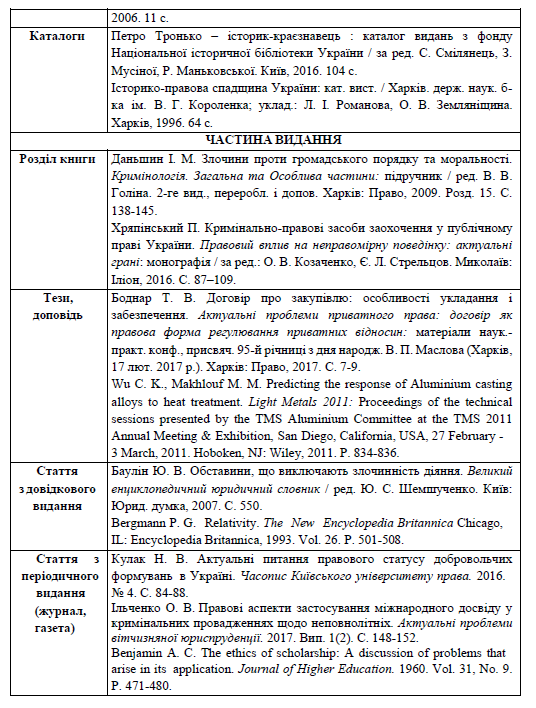 2006. 11 с.
Каталоги
Петро Тронько – історик-краєзнавець : каталог видань з фонду
Національної історичної бібліотеки України / за ред. С. Смілянець, З.
Мусіної, Р. Маньковської. Київ, 2016. 104 с.
Історико-правова спадщина України: кат. вист. / Харків. держ. наук. б-
ка ім. В. Г. Короленка; уклад.: Л. І. Романова, О. В. Земляніщина.
Харків, 1996. 64 с.
ЧАСТИНА ВИДАННЯ
Розділ книги
Даньшин І. М. Злочини проти громадського порядку та моральності.
Кримінологія. Загальна та Особлива частини: підручник / ред. В. В.
Голіна. 2-ге вид., переробл. і допов. Харків: Право, 2009. Розд. 15. С.
138-145.
Хряпінський П. Кримінально-правові засоби заохочення у публічному
праві України. Правовий вплив на неправомірну поведінку: актуальні
грані: монографія / за ред.: О. В. Козаченко, Є. Л. Стрельцов. Миколаїв:
Іліон, 2016. С. 87–109.
Тези,
доповідь
Боднар Т. В. Договір про закупівлю: особливості укладання і
забезпечення. Актуальні проблеми приватного права: договір як
правова форма регулювання приватних відносин: матеріали наук.-
практ. конф., присвяч. 95-й річниці з дня народж. В. П. Маслова (Харків,
17 лют. 2017 р.). Харків: Право, 2017. С. 7-9.
Wu C. K., Makhlouf M. M. Predicting the response of Aluminium casting
alloys to heat treatment. Light Metals 2011: Proceedings of the technical
sessions presented by the TMS Aluminium Committee at the TMS 2011
Annual Meeting & Exhibition, San Diego, California, USA, 27 February -
3 March, 2011. Hoboken, NJ: Wiley, 2011. P. 834-836.
Стаття
з довідкового
видання
Баулін Ю. В. Обставини, що виключають злочинність діяння. Великий
енциклопедичний юридичний словник / ред. Ю. С. Шемшученко. Київ:
Юрид. думка, 2007. С. 550.
Bergmann P. G. Relativity. The New Encyclopedia Britannica Chicago,
IL: Encyclopedia Britannica, 1993. Vol. 26. P. 501-508.
Стаття з
періодичного
видання
(журнал,
газета)
Кулак Н. В. Актуальні питання правового статусу добровольчих
формувань в Україні. Часопис Київського університету права. 2016.
№ 4. С. 84-88.
Ільченко О. В. Правові аспекти застосування міжнародного досвіду у
кримінальних провадженнях щодо неповнолітніх. Актуальні проблеми
вітчизняної юриспруденції. 2017. Вип. 1(2). С. 148-152.
Benjamin A. C. The ethics of scholarship: A discussion of problems that
arise in its application. Journal of Higher Education. 1960. Vol. 31, No. 9.
P. 471-480.